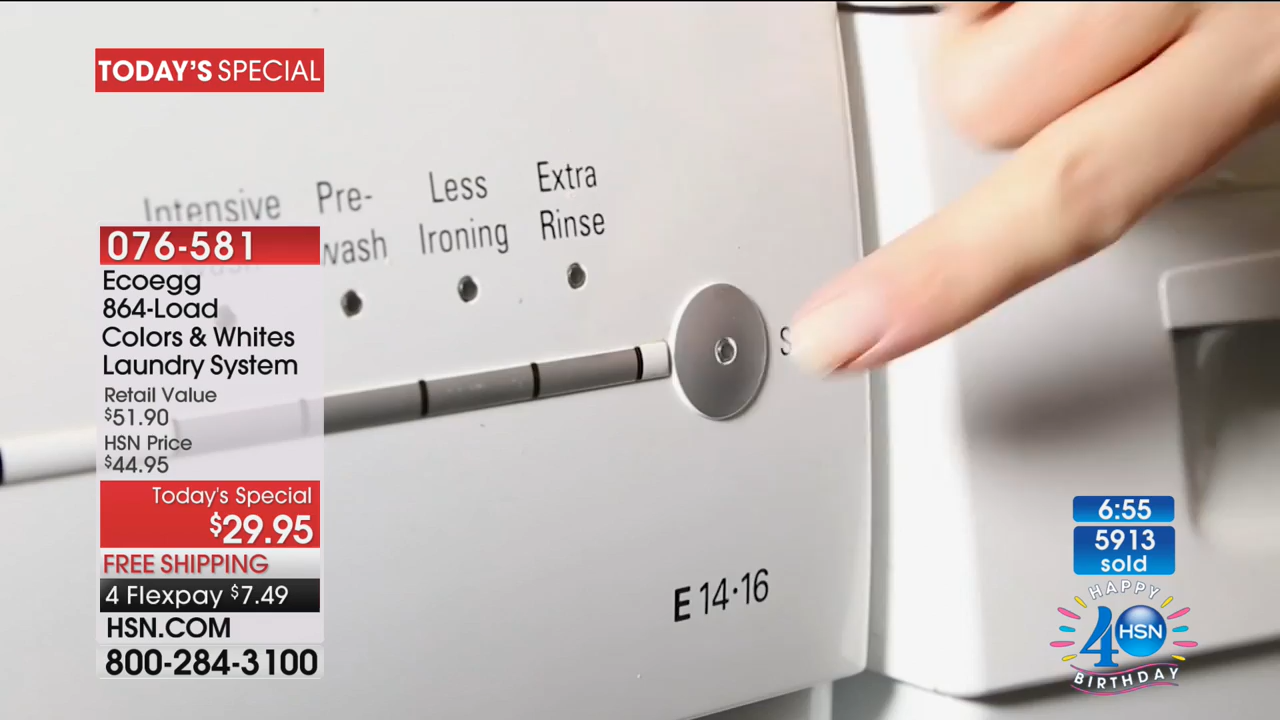 TODAY'S SPECIAL
Intensive
Pre-
wash
Less
Ironing
Extra
Rinse
076-581
Ecoegg
864-Load
Colors & Whites
Laundry System
Retail Value
$51.90
HSN Price
$44.95
Today's Special
$29.95
FREE SHIPPING
4 Flexpay $7.49
HSN.COM
800-284-3100
S
E 14·16
6:55
5913
sold
HAPPY
40 HSN
BIRTHDAY